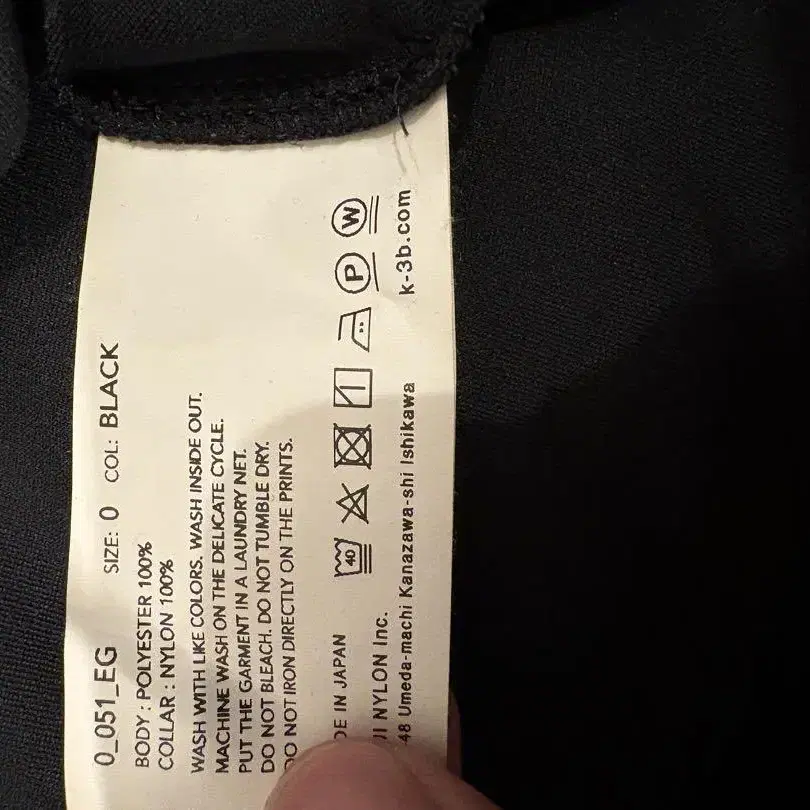 0_051_EG SIZE: 0 COL: BLACK
BODY : POLYESTER 100%
COLLAR : NYLON 100%
WASH WITH LIKE COLORS. WASH INSIDE OUT.
MACHINE WASH ON THE DELICATE CYCLE.
PUT THE GARMENT IN A LAUNDRY NET.
DO NOT BLEACH. DO NOT TUMBLE DRY.
DO NOT IRON DIRECTLY ON THE PRINTS.
40 P W
DE IN JAPAN
NYLON Inc.
48 Umeda-machi Kanazawa-shi Ishikawa k-3b.com